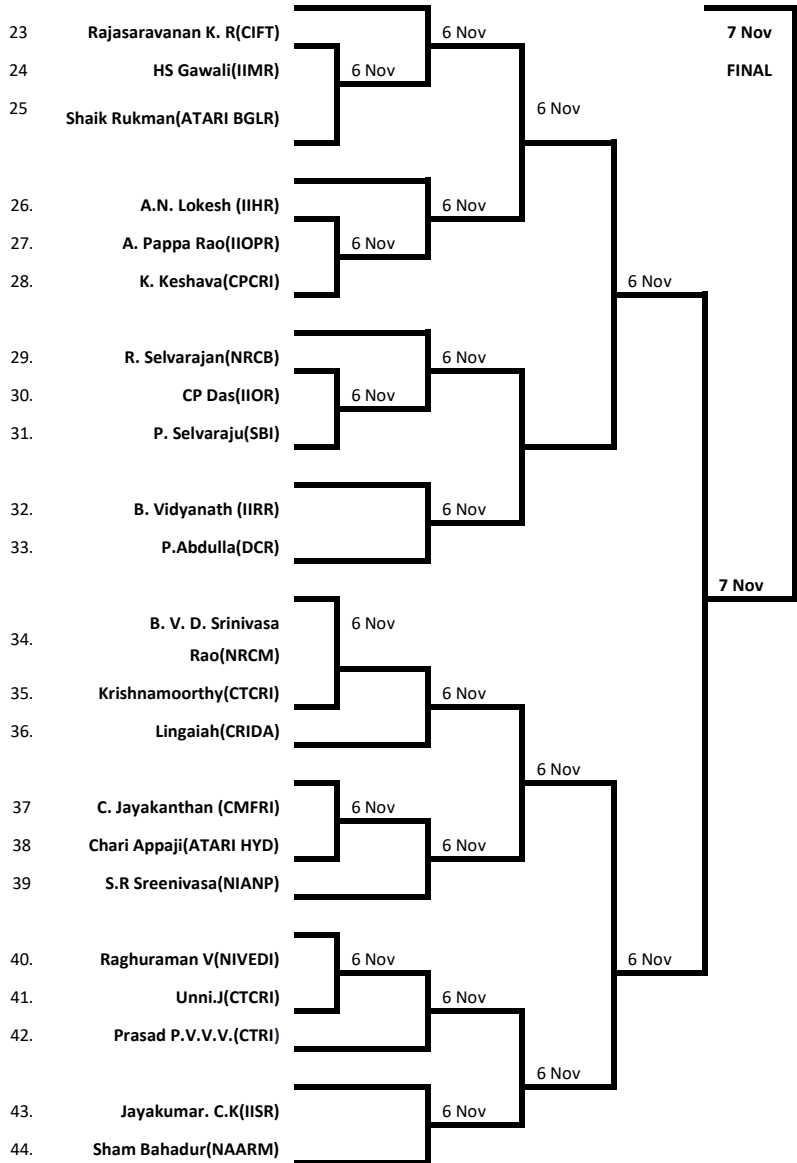 23 Rajasaravanan K. R(CIFT) 6 Nov 7 Nov
24 HS Gawali(IIMR) 6 Nov FINAL
25 Shaik Rukman(ATARI BGLR) 6 Nov
26. A.N. Lokesh (IIHR) 6 Nov
27. A. Pappa Rao(IIOPR) 6 Nov
28. K. Keshava(CPCRI) 6 Nov
29. R. Selvarajan(NRCB) 6 Nov
30. CP Das(IIOR) 6 Nov
31. P. Selvaraju(SBI)
32. B. Vidyanath (IIRR) 6 Nov
33. P.Abdulla(DCR)
7 Nov
34. B. V. D. Srinivasa 6 Nov
Rao(NRCM)
35. Krishnamoorthy(CTCRI) 6 Nov
36. Lingaiah(CRIDA)
6 Nov
37 C. Jayakanthan (CMFRI) 6 Nov
38 Chari Appaji(ATARI HYD) 6 Nov
39 S.R Sreenivasa(NIANP)
40. Raghuraman V(NIVEDI) 6 Nov 6 Nov
41. Unni.J(CTCRI) 6 Nov
42. Prasad P.V.V.V.(CTRI)
6 Nov
43. Jayakumar. C.K(IISR) 6 Nov
44. Sham Bahadur(NAARM)